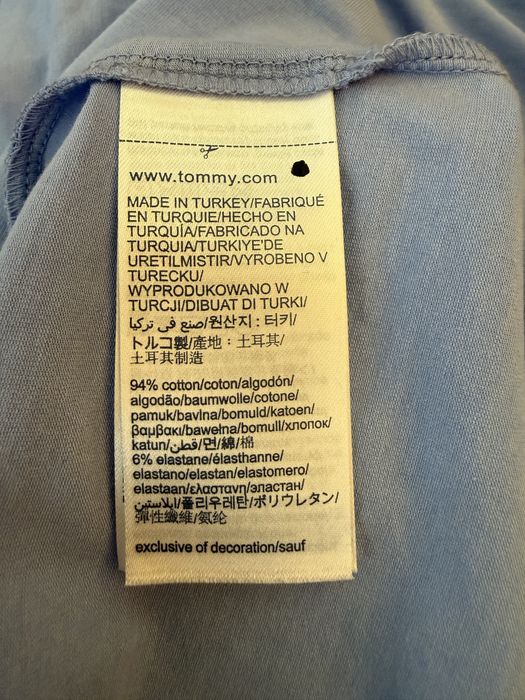 www.tommy.com
MADE IN TURKEY/FABRIQUÉ
EN TURQUIE/HECHO EN
TURQUÍA/FABRICADO NA
TURQUIA/TURKIYE'DE
URETILMISTIR/VYROBENO V
TURECKU/
WYPRODUKOWANO W
TURCJI/DIBUAT DI TURKI/
صنع في تركيا/원산지 : 터키/
トルコ製/產地：土耳其/
土耳其制造
94% cotton/coton/algodón/
algodão/baumwolle/cotone/
pamuk/bavlna/bomuld/katoen/
βαμβακι/bawełna/bomull/хлопок/
katun/قطن/면/綿/棉
6% elastane/élasthanne/
elastano/elastan/elastomero/
elastaan/ελαστανη/эластан/
ايلاستين/폴리우레탄/ポリウレタン/
彈性纖維/氨纶
exclusive of decoration/sauf